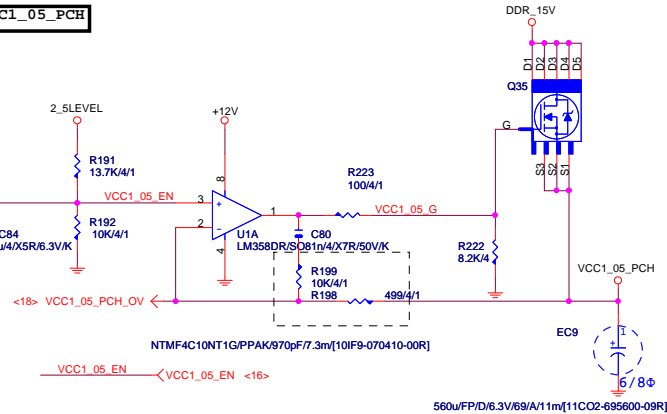 C1_05_PCH
DDR_15V
D1
D2
D3
D4
D5
Q35
G
S3
S2
S1
2_5LEVEL
+12V
R191
13.7K/4/1
8
VCC1_05_EN
3
+
1
2
-
4
U1A
LM358DR/SO8
R223
100/4/1
VCC1_05_G
C84
u/4/X5R/6.3V/K
R192
10K/4/1
C80
1n/4/X7R/50V/K
R222
8.2K/4
R199
10K/4/1
R198
499/4/1
VCC1_05_PCH
<18> VCC1_05_PCH_OV
EC9
1
+
6/8Φ
NTMF4C10NT1G/PPAK/970pF/7.3m/[10IF9-070410-00R]
VCC1_05_EN
VCC1_05_EN <16>
560u/FP/D/6.3V/69/A/11m/[11CO2-695600-09R]